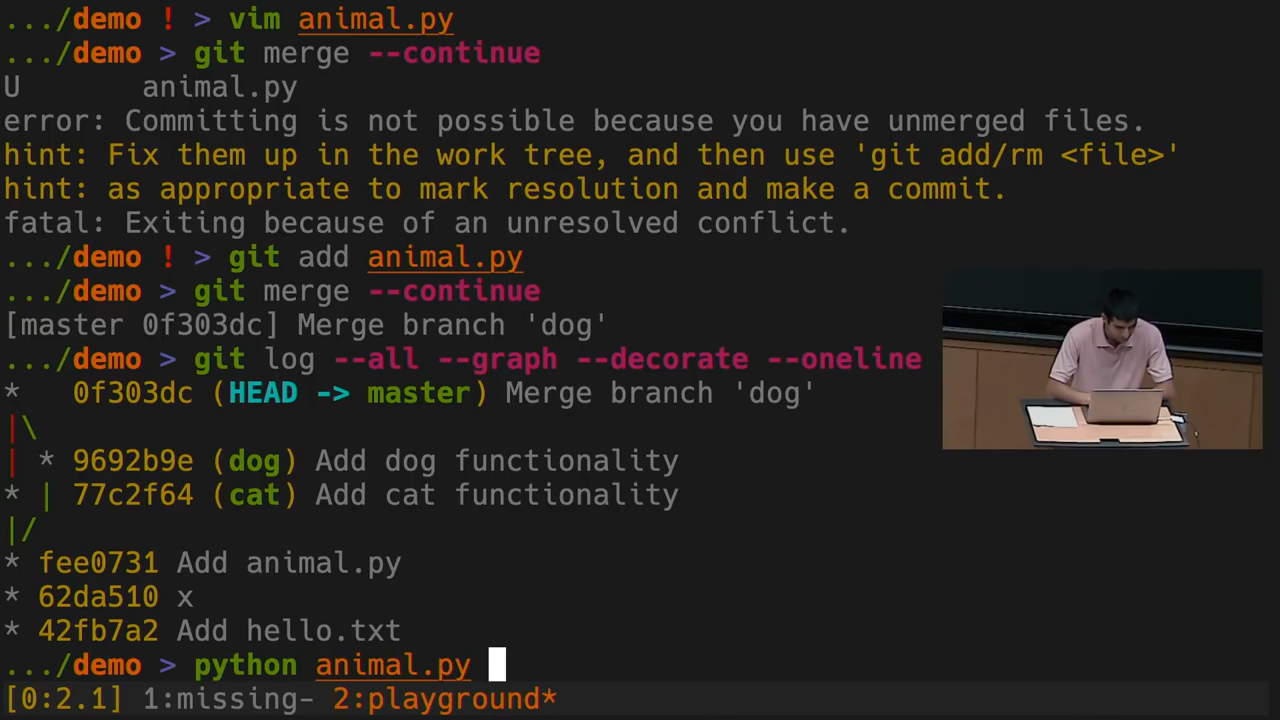 .../demo ! > vim animal.py
.../demo > git merge --continue
U       animal.py
error: Committing is not possible because you have unmerged files.
hint: Fix them up in the work tree, and then use 'git add/rm <file>'
hint: as appropriate to mark resolution and make a commit.
fatal: Exiting because of an unresolved conflict.
.../demo ! > git add animal.py
.../demo > git merge --continue
[master 0f303dc] Merge branch 'dog'
.../demo > git log --all --graph --decorate --oneline
*   0f303dc (HEAD -> master) Merge branch 'dog'
|\
| * 9692b9e (dog) Add dog functionality
* | 77c2f64 (cat) Add cat functionality
|/
* fee0731 Add animal.py
* 62da510 x
* 42fb7a2 Add hello.txt
.../demo > python animal.py
[0:2.1] 1:missing- 2:playground*